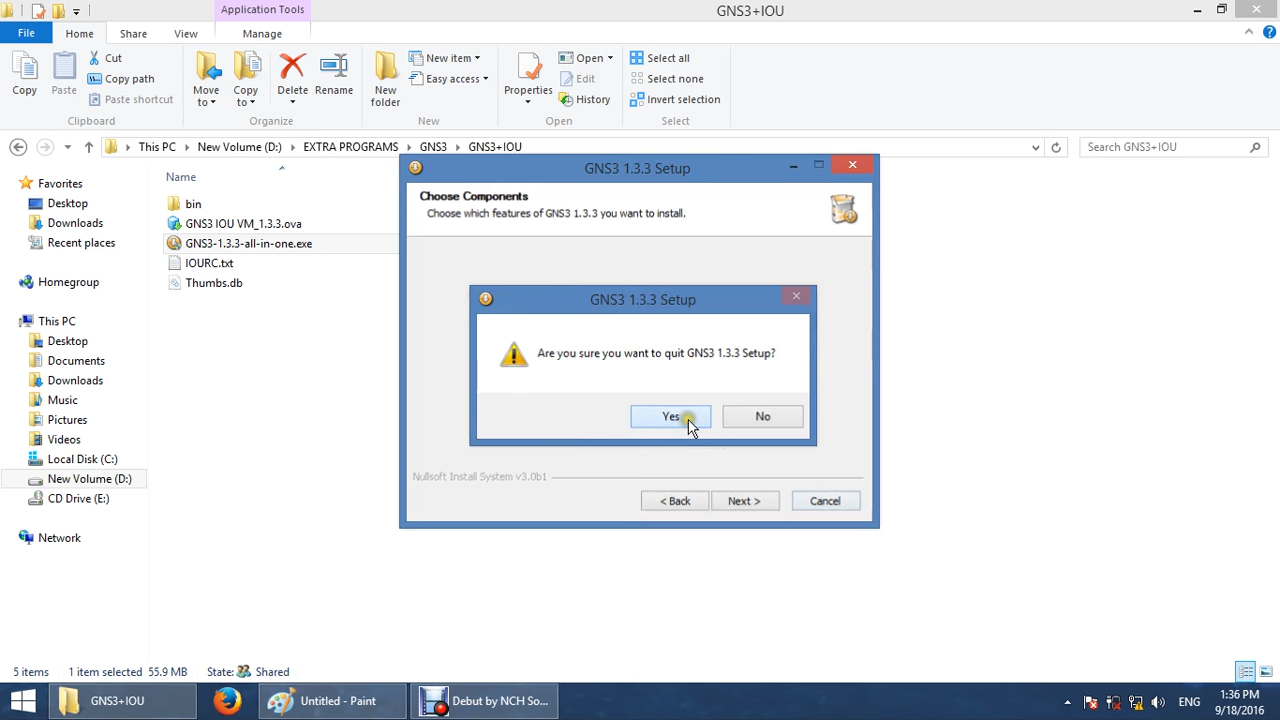 Application Tools
GNS3+IOU
File Home Share View Manage
Copy Paste Cut Copy path Paste shortcut
Move to Copy to Delete Rename
New folder New item Easy access
Properties Open Edit History
Select all Select none Invert selection
Clipboard Organize New Open Select
This PC New Volume (D:) EXTRA PROGRAMS GNS3 GNS3+IOU Search GNS3+IOU
Favorites
Desktop
Downloads
Recent places
Homegroup
This PC
Desktop
Documents
Downloads
Music
Pictures
Videos
Local Disk (C:)
New Volume (D:)
CD Drive (E:)
Network
Name
bin
GNS3 IOU VM_1.3.3.ova
GNS3-1.3.3-all-in-one.exe
IOURC.txt
Thumbs.db
GNS3 1.3.3 Setup
Choose Components
Choose which features of GNS3 1.3.3 you want to install.
GNS3 1.3.3 Setup
Are you sure you want to quit GNS3 1.3.3 Setup?
Yes No
Nullsoft Install System v3.0b1
< Back Next > Cancel
5 items 1 item selected 55.9 MB State: Shared
GNS3+IOU Untitled - Paint Debut by NCH So... ENG 1:36 PM
9/18/2016